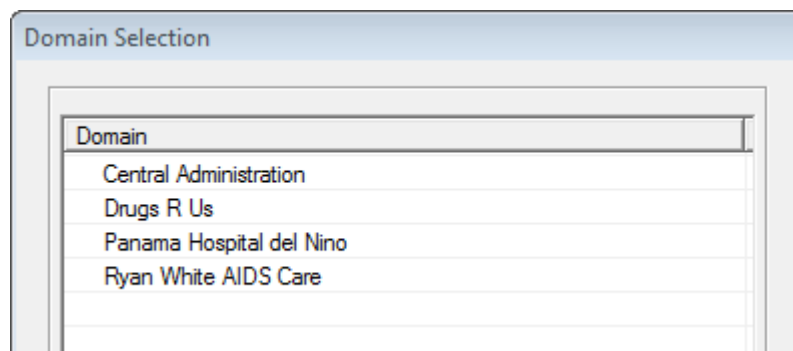 Domain Selection
Domain
Central Administration
Drugs R Us
Panama Hospital del Nino
Ryan White AIDS Care